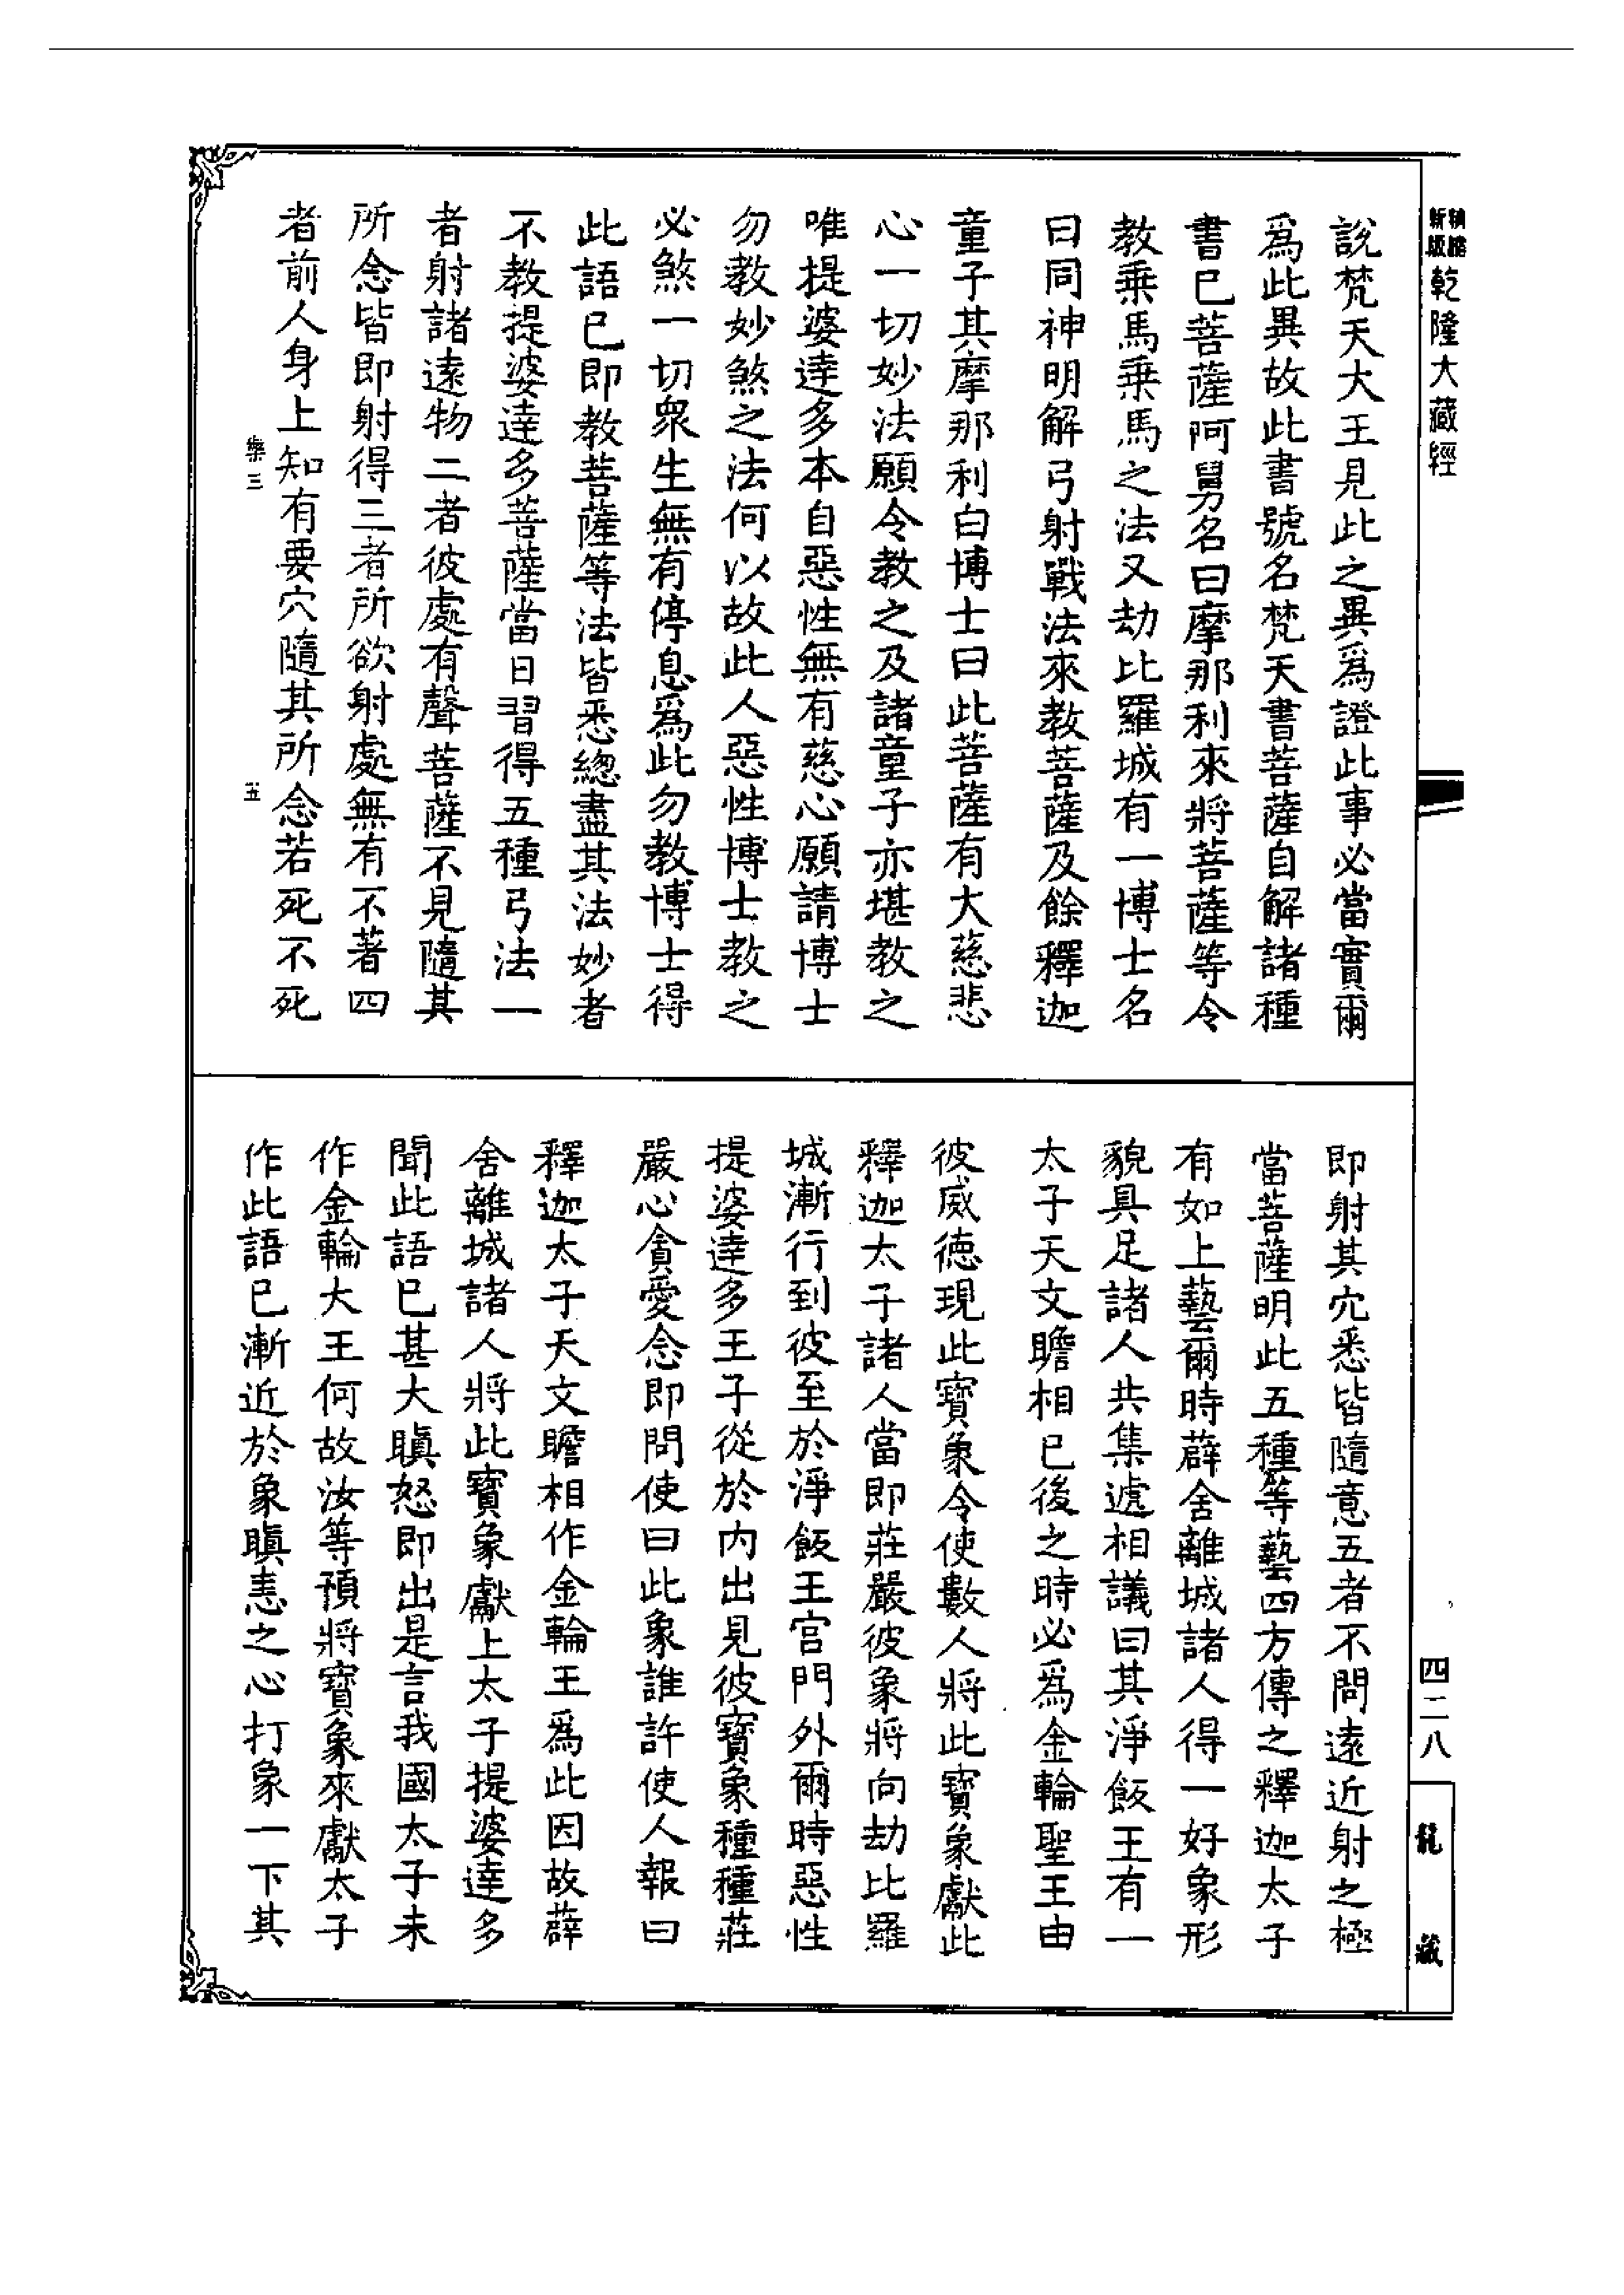 精縮
新版
乾隆大藏經
說梵天大王見此之異爲證此事必當實爾
爲此異故此書號名梵天書菩薩自解諸種
書已菩薩阿舅名曰摩那利來將菩薩等令
教乗馬乗馬之法又劫比羅城有一博士名
曰同神明解弓射戰法來教菩薩及餘釋迦
童子其摩那利白博士曰此菩薩有大慈悲
心一切妙法願令教之及諸童子亦堪教之
唯提婆達多本自惡性無有慈心願請博士
勿教妙煞之法何以故此人惡性博士教之
必煞一切衆生無有停息爲此勿教博士得
此語已即教菩薩等法皆悉總盡其法妙者
不教提婆達多菩薩當日習得五種弓法一
者射諸遠物二者彼處有聲菩薩不見隨其
所念皆即射得三者所欲射處無有不著四
者前人身上知有要穴隨其所念若死不死
樂三
五
即射其穴悉皆隨意五者不問遠近射之極
當菩薩明此五種等藝四方傳之釋迦太子
有如上藝爾時薜舍離城諸人得一好象形
貌具足諸人共集遞相議曰其淨飯王有一
太子天文瞻相已後之時必爲金輪聖王由
彼威德現此寶象令使數人將此寶象獻此
釋迦太子諸人當即莊嚴彼象將向劫比羅
城漸行到彼至於淨飯王宫門外爾時惡性
提婆達多王子從於内出見彼寶象種種莊
嚴心貪愛念即問使曰此象誰許使人報曰
釋迦太子天文瞻相作金輪王爲此因故薜
舍離城諸人將此寶象獻上太子提婆達多
聞此語已甚大瞋怒即出是言我國太子未
作金輪大王何故汝等預將寶象來獻太子
作此語已漸近於象瞋恚之心打象一下其
四二八
龍藏